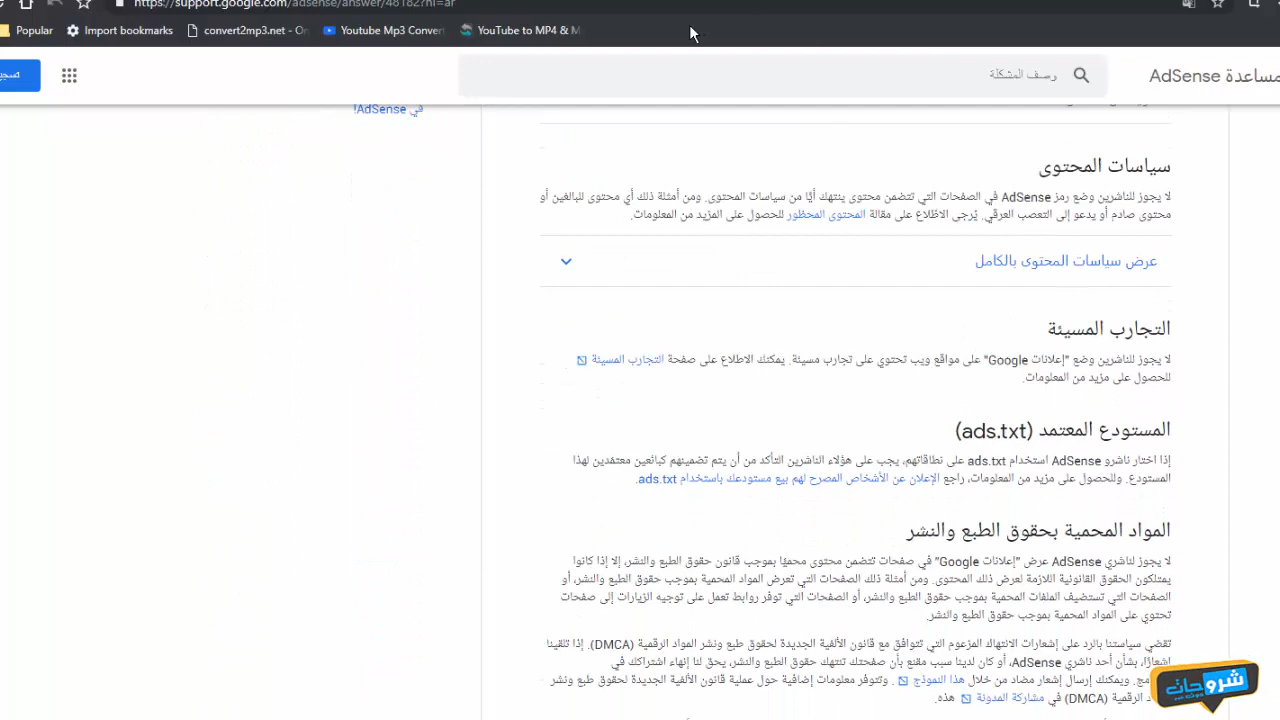 https://support.google.com/adsense/answer/48182?hl=ar
Popular
Import bookmarks
convert2mp3.net - On
Youtube Mp3 Convert
YouTube to MP4 & M
مساعدة AdSense
وصف المشكلة
في AdSense!
سياسات المحتوى
لا يجوز للناشرين وضع رمز AdSense في الصفحات التي تتضمن محتوى ينتهك أيًا من سياسات المحتوى. ومن أمثلة ذلك أي محتوى للبالغين أو
محتوى صادم أو يدعو إلى التعصب العرقي. يُرجى الاطّلاع على مقالة المحتوى المحظور للحصول على المزيد من المعلومات.
عرض سياسات المحتوى بالكامل
التجارب المسيئة
لا يجوز للناشرين وضع "إعلانات Google" على مواقع ويب تحتوي على تجارب مسيئة. يمكنك الاطلاع على صفحة التجارب المسيئة
للحصول على مزيد من المعلومات.
المستودع المعتمد (ads.txt)
إذا اختار ناشرو AdSense استخدام ads.txt على نطاقاتهم، يجب على هؤلاء الناشرين التأكد من أن يتم تضمينهم كبائعين معتمَدين لهذا
المستودع. وللحصول على مزيد من المعلومات، راجع الإعلان عن الأشخاص المصرح لهم بيع مستودعك باستخدام ads.txt.
المواد المحمية بحقوق الطبع والنشر
لا يجوز لناشري AdSense عرض "إعلانات Google" في صفحات تتضمن محتوى محميًا بموجب قانون حقوق الطبع والنشر، إلا إذا كانوا
يمتلكون الحقوق القانونية اللازمة لعرض ذلك المحتوى. ومن أمثلة ذلك الصفحات التي تعرض المواد المحمية بموجب حقوق الطبع والنشر، أو
الصفحات التي تستضيف الملفات المحمية بموجب حقوق الطبع والنشر، أو الصفحات التي توفر روابط تعمل على توجيه الزيارات إلى صفحات
تحتوي على المواد المحمية بموجب حقوق الطبع والنشر.
تقضي سياستنا بالرد على إشعارات الانتهاك المزعوم التي تتوافق مع قانون الألفية الجديدة لحقوق طبع ونشر المواد الرقمية (DMCA). إذا تلقينا
إشعارًا، بشأن أحد ناشري AdSense، أو كان لدينا سبب مقنع بأن صفحتك تنتهك حقوق الطبع والنشر، يحق لنا إنهاء اشتراكك في
ويمكنك إرسال إشعار مضاد من خلال هذا النموذج . وتتوفر معلومات إضافية حول عملية قانون الألفية الجديدة لحقوق طبع ونشر
الرقمية (DMCA) في مشاركة المدونة هذه.
شروحات